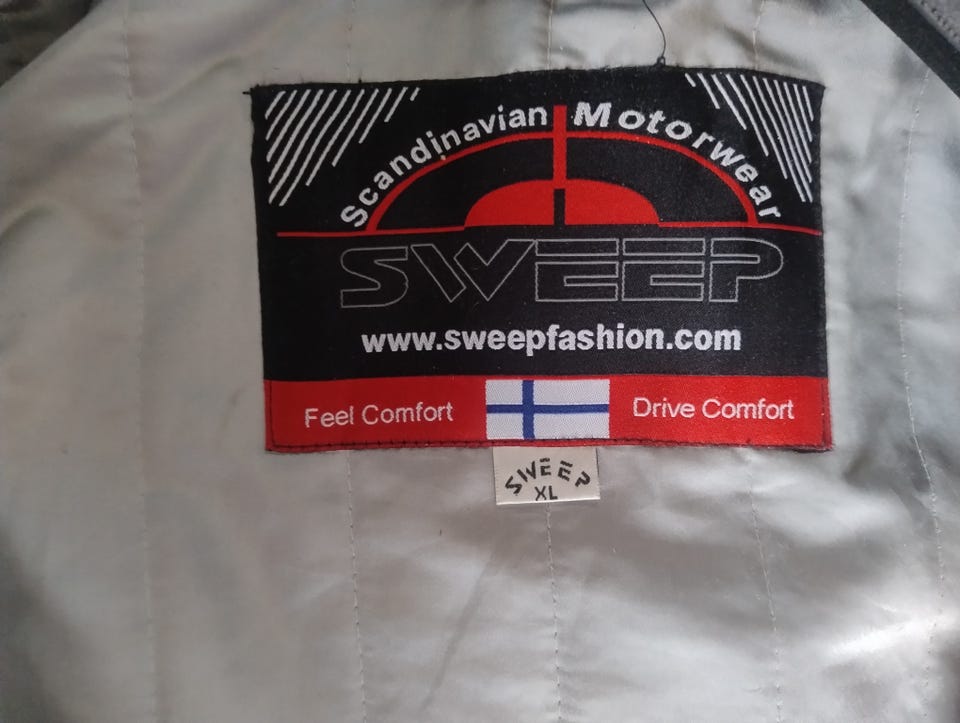 Scandinavian Motorwear
SWEEP
www.sweepfashion.com
Feel Comfort Drive Comfort
SWEEP
XL